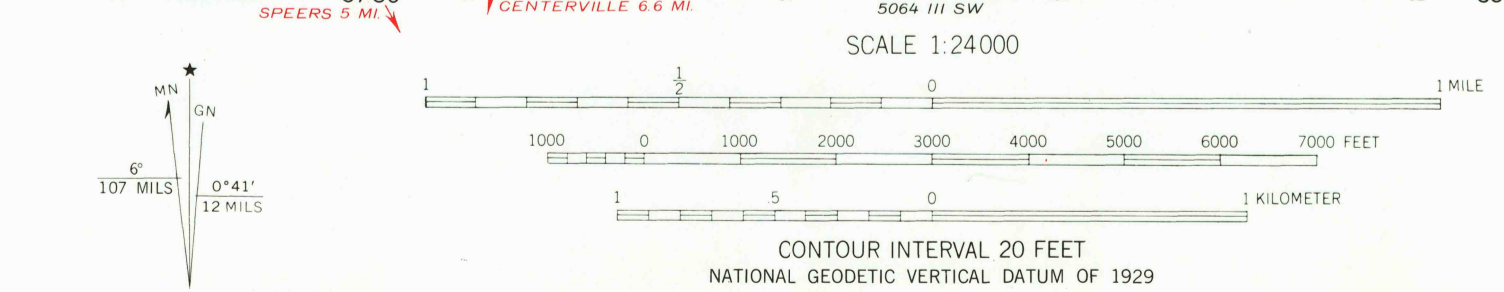 SPEERS 5 MI.
CENTERVILLE 6.6 MI.
5064 III SW
SCALE 1:24000
1 1/2 0 1 MILE
1000 0 1000 2000 3000 4000 5000 6000 7000 FEET
1 .5 0 1 KILOMETER
CONTOUR INTERVAL 20 FEET
NATIONAL GEODETIC VERTICAL DATUM OF 1929
★
MN
GN
6°
107 MILS
0°41'
12 MILS